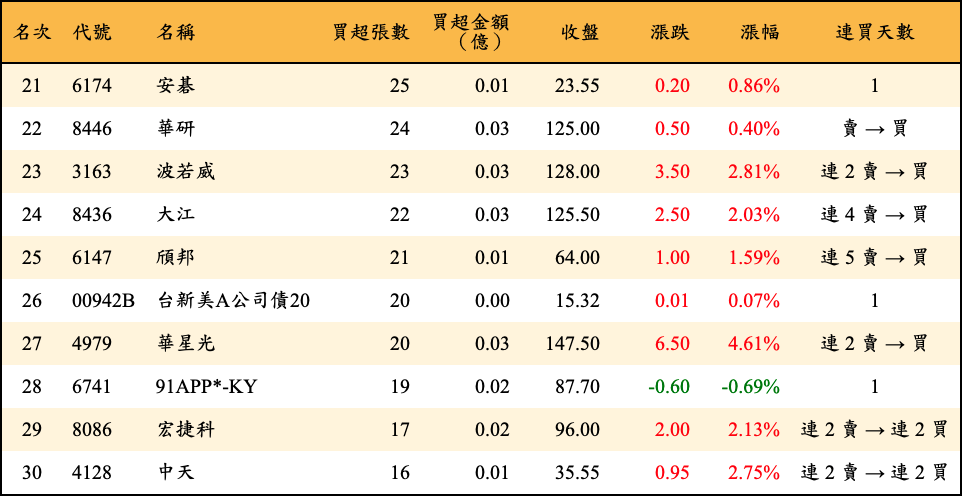 名次 代號 名稱 買超張數 買超金額（億） 收盤 漲跌 漲幅 連買天數
21 6174 安碁 25 0.01 23.55 0.20 0.86% 1
22 8446 華研 24 0.03 125.00 0.50 0.40% 賣 → 買
23 3163 波若威 23 0.03 128.00 3.50 2.81% 連 2 賣 → 買
24 8436 大江 22 0.03 125.50 2.50 2.03% 連 4 賣 → 買
25 6147 頎邦 21 0.01 64.00 1.00 1.59% 連 5 賣 → 買
26 00942B 台新美A公司債20 20 0.00 15.32 0.01 0.07% 1
27 4979 華星光 20 0.03 147.50 6.50 4.61% 連 2 賣 → 買
28 6741 91APP*-KY 19 0.02 87.70 -0.60 -0.69% 1
29 8086 宏捷科 17 0.02 96.00 2.00 2.13% 連 2 賣 → 連 2 買
30 4128 中天 16 0.01 35.55 0.95 2.75% 連 2 賣 → 連 2 買